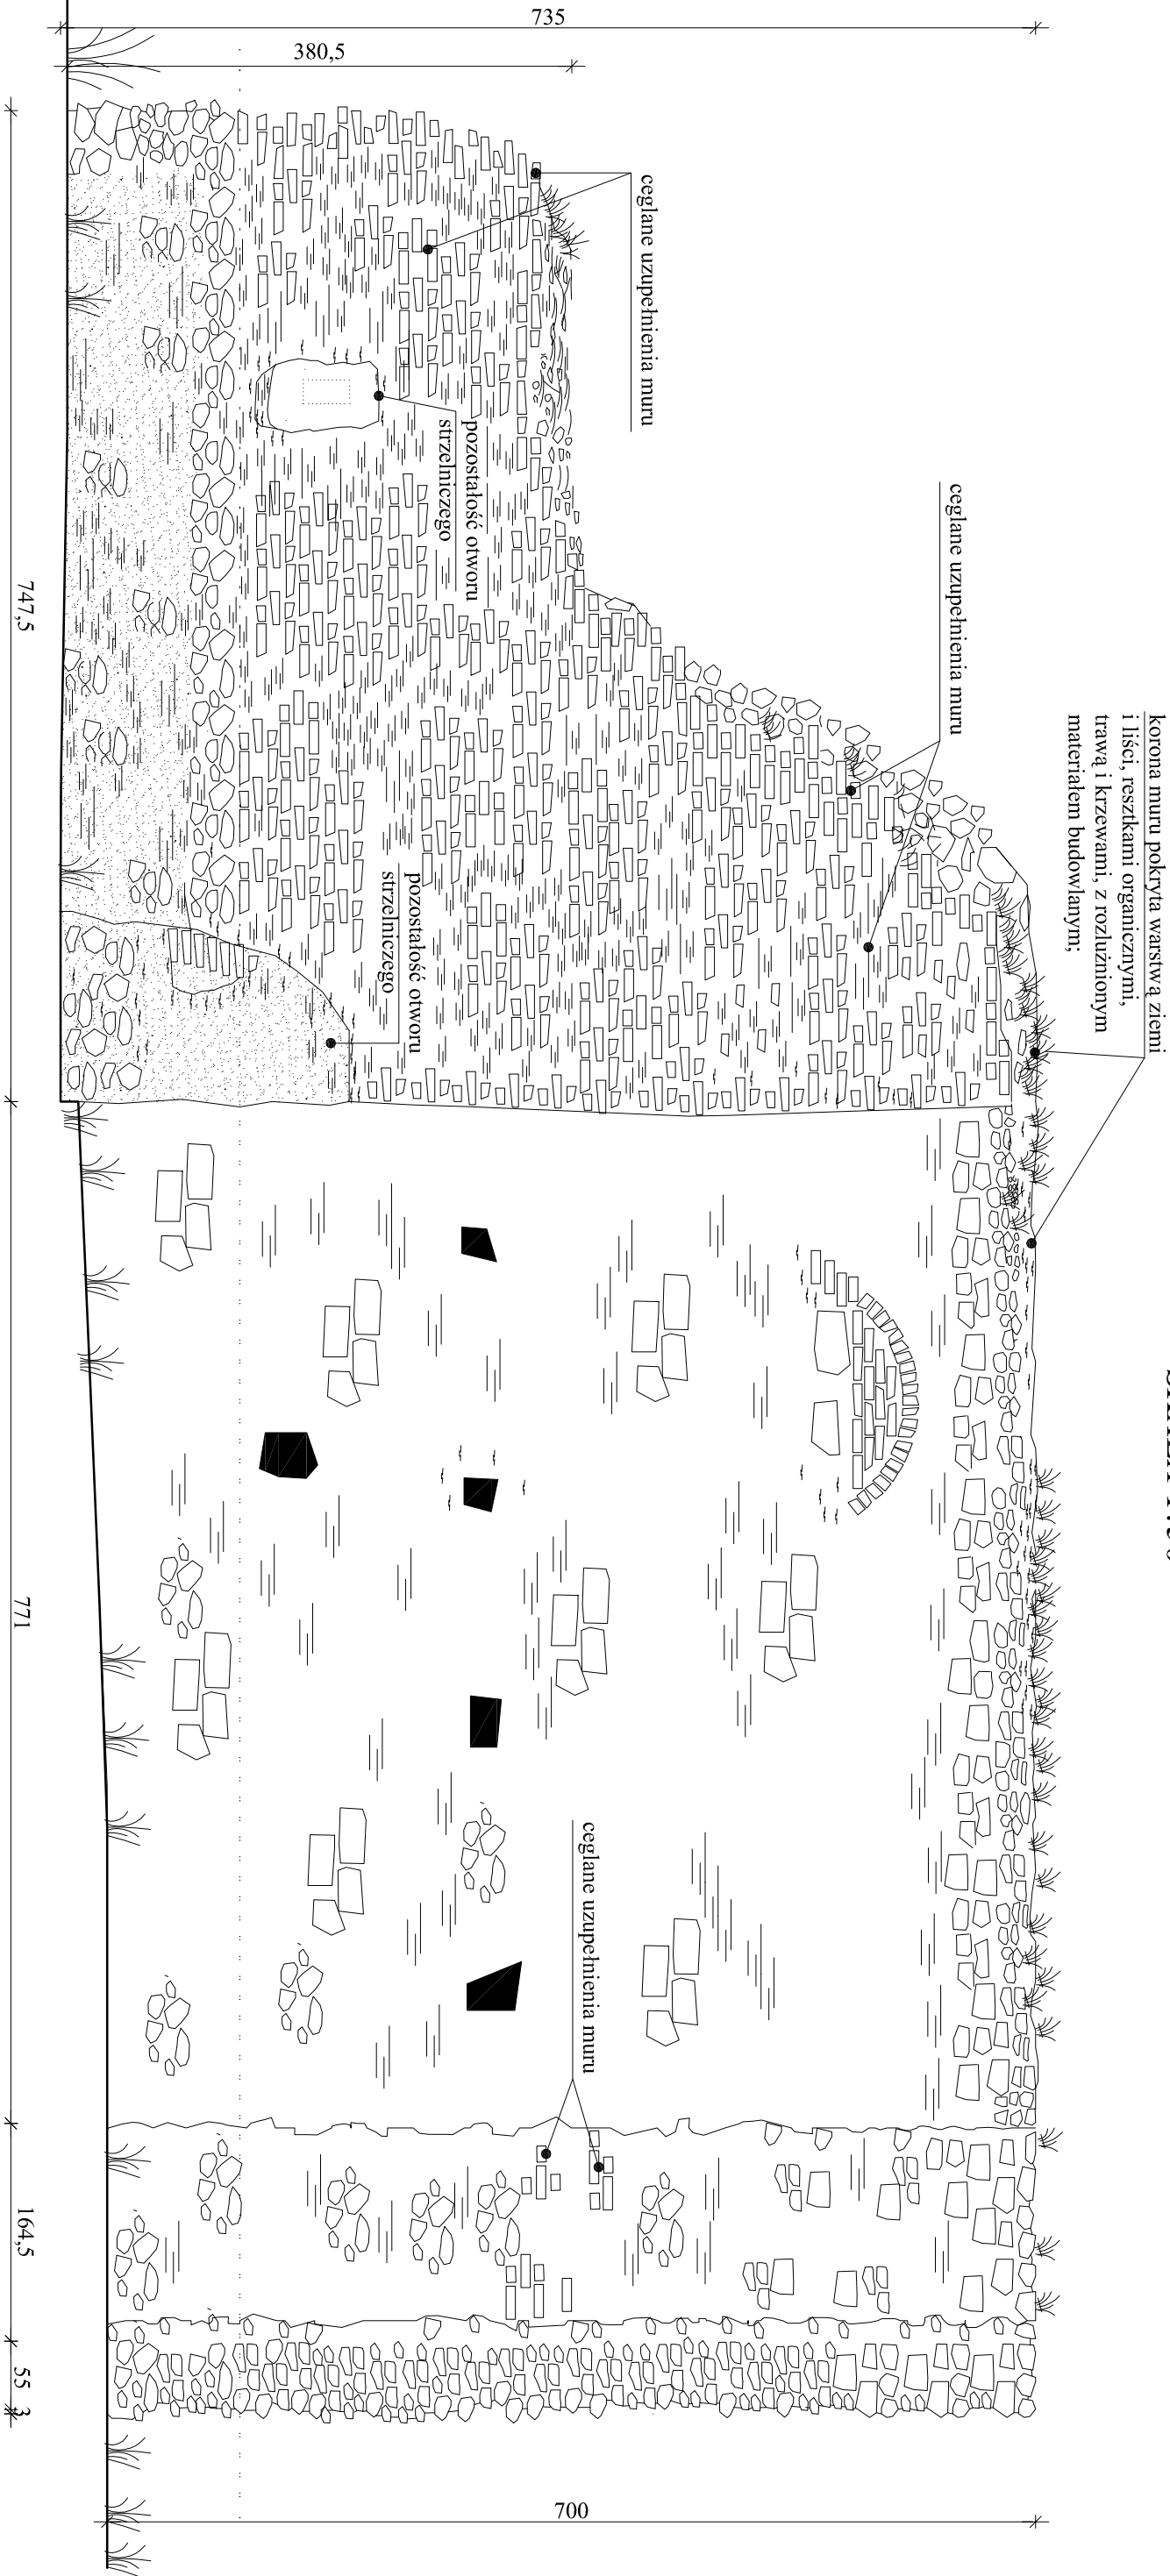 korona muru pokryta warstwą ziemi
i liści, resztkami organicznymi,
trawą i krzewami, z rozluźnionym
materiałem budowlanym;
ceglane uzupełnienia muru
ceglane uzupełnienia muru
pozostałość otworu
strzelniczego
pozostałość otworu
strzelniczego
ceglane uzupełnienia muru
735
380,5
700
747,5
771
164,5
55
3